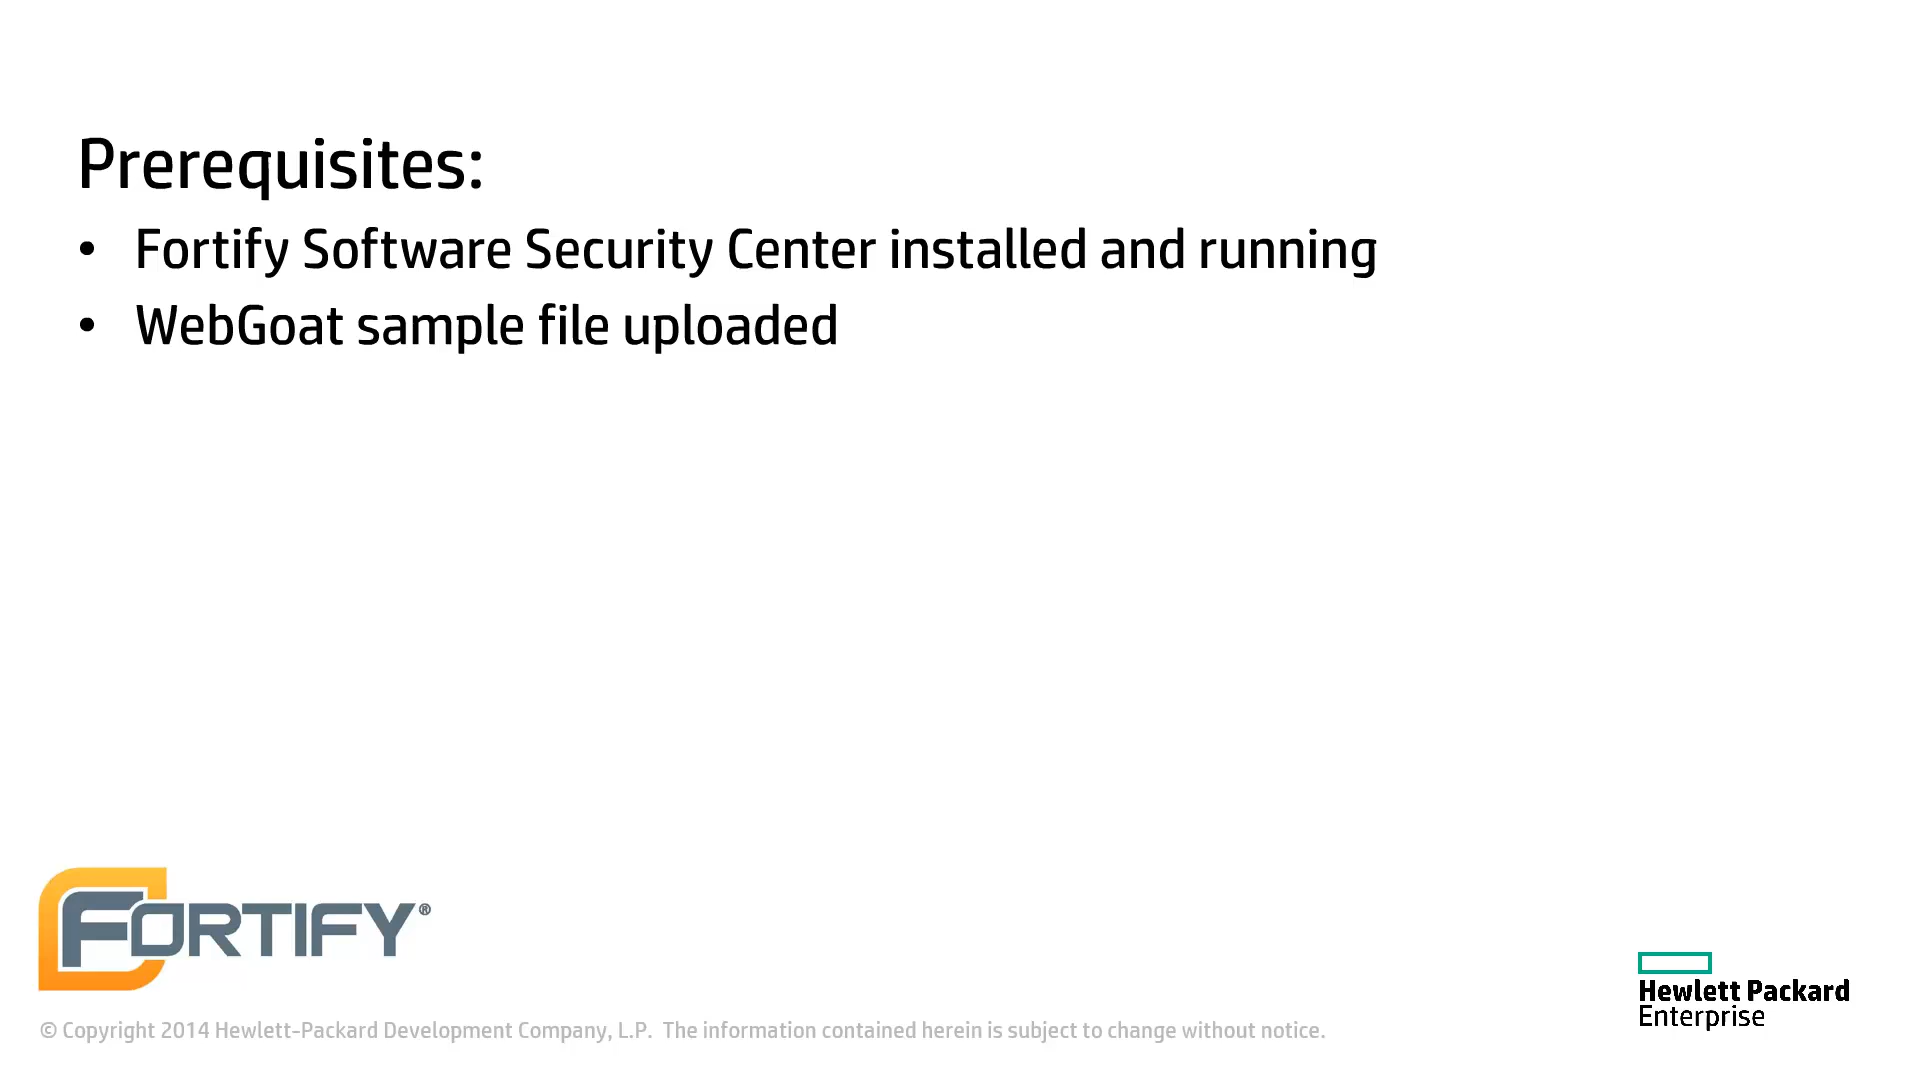 Prerequisites:
• Fortify Software Security Center installed and running
• WebGoat sample file uploaded
FORTIFY®
Hewlett Packard
Enterprise
© Copyright 2014 Hewlett-Packard Development Company, L.P. The information contained herein is subject to change without notice.